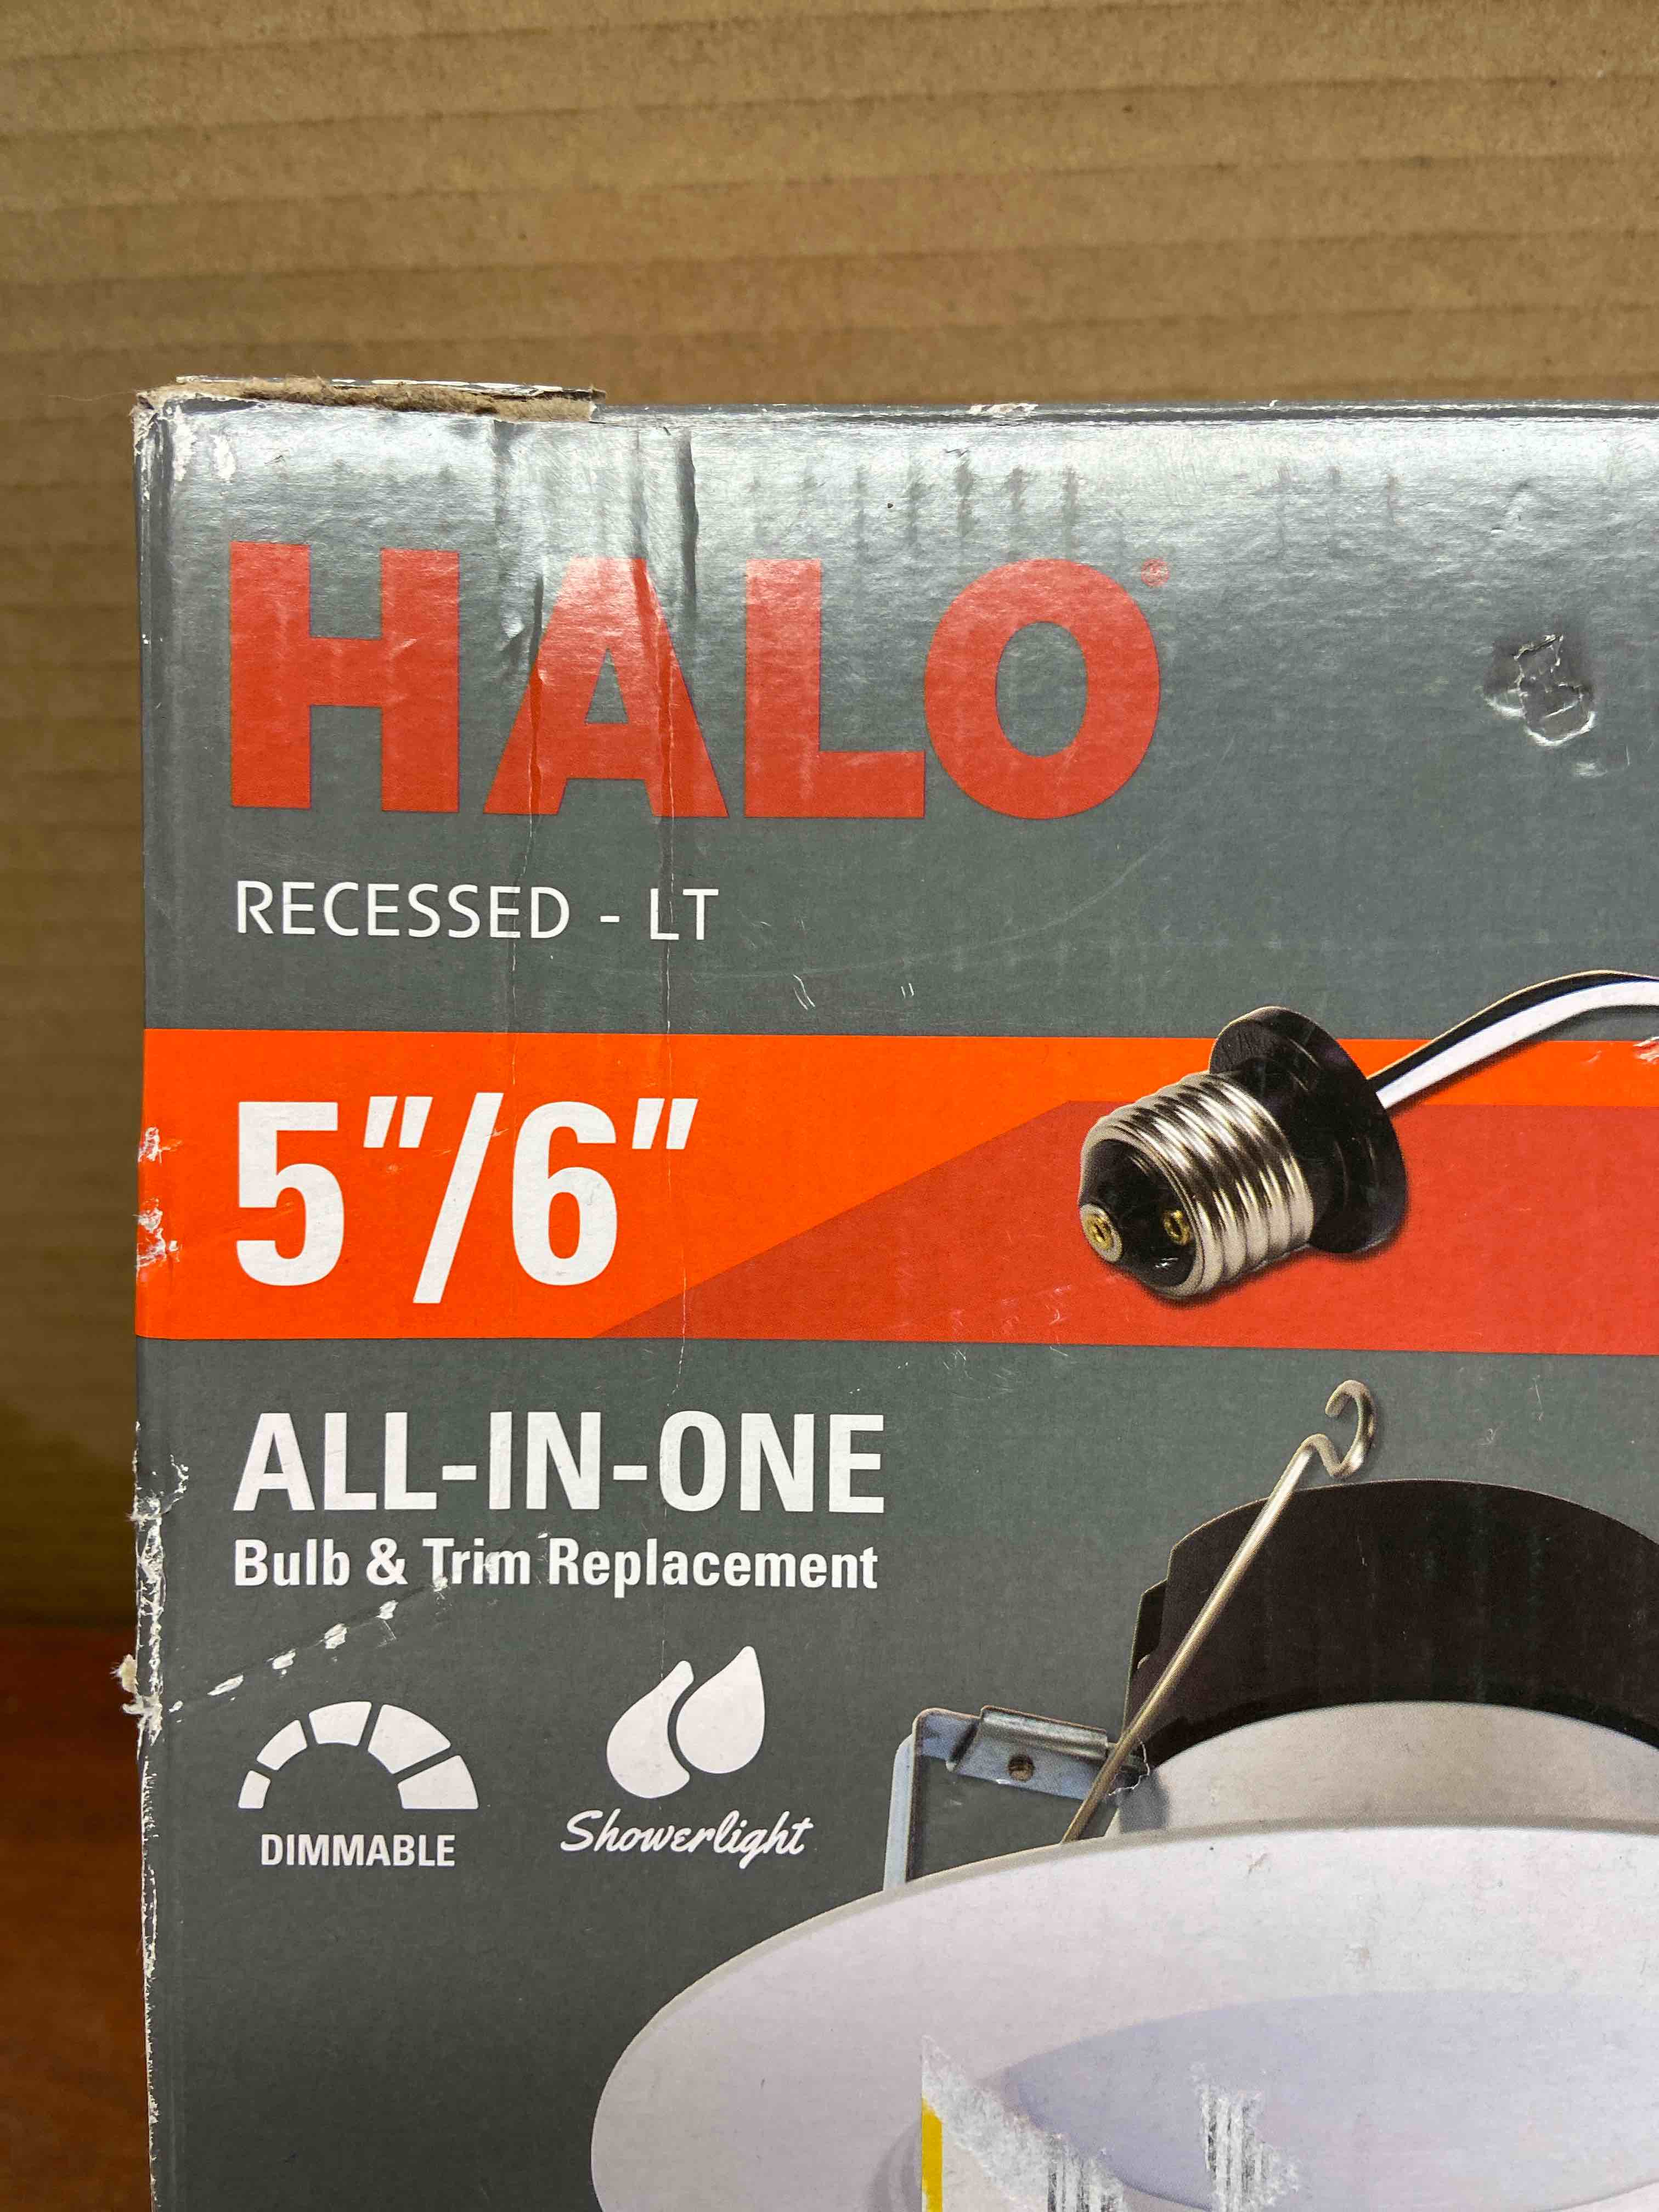 HALO®
RECESSED - LT
5"/6"
ALL-IN-ONE
Bulb & Trim Replacement
DIMMABLE
Showerlight